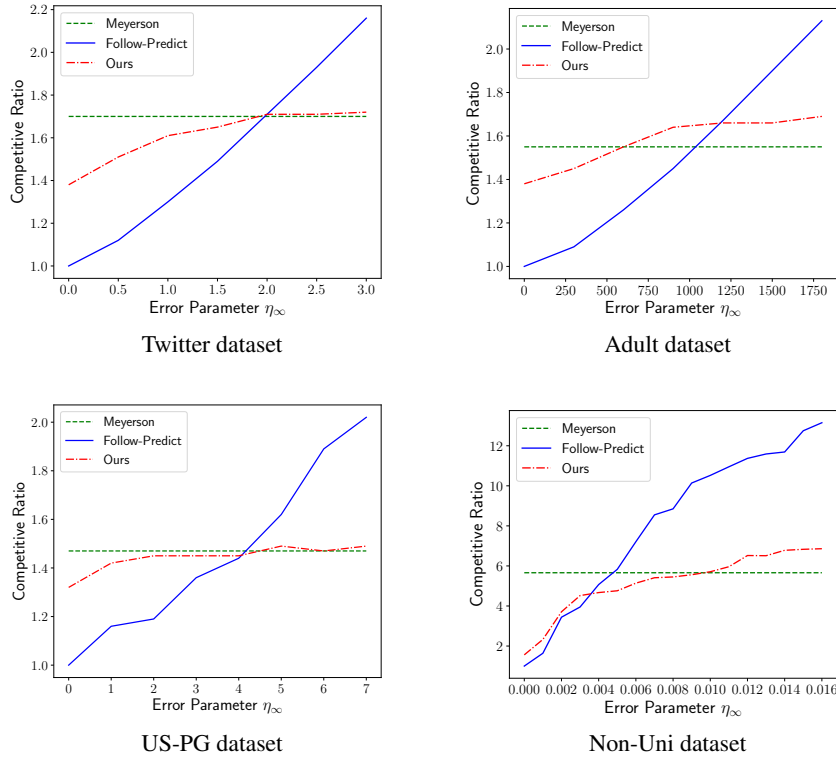 2.2
2.0
1.8
1.6
1.4
1.2
1.0
Competitive Ratio
Meyerson
Follow-Predict
Ours
0.0 0.5 1.0 1.5 2.0 2.5 3.0
Error Parameter η∞
Twitter dataset
2.0
1.8
1.6
1.4
1.2
1.0
Competitive Ratio
Meyerson
Follow-Predict
Ours
0 250 500 750 1000 1250 1500 1750
Error Parameter η∞
Adult dataset
2.0
1.8
1.6
1.4
1.2
1.0
Competitive Ratio
Meyerson
Follow-Predict
Ours
0 1 2 3 4 5 6 7
Error Parameter η∞
US-PG dataset
12
10
8
6
4
2
Competitive Ratio
Meyerson
Follow-Predict
Ours
0.000 0.002 0.004 0.006 0.008 0.010 0.012 0.014 0.016
Error Parameter η∞
Non-Uni dataset